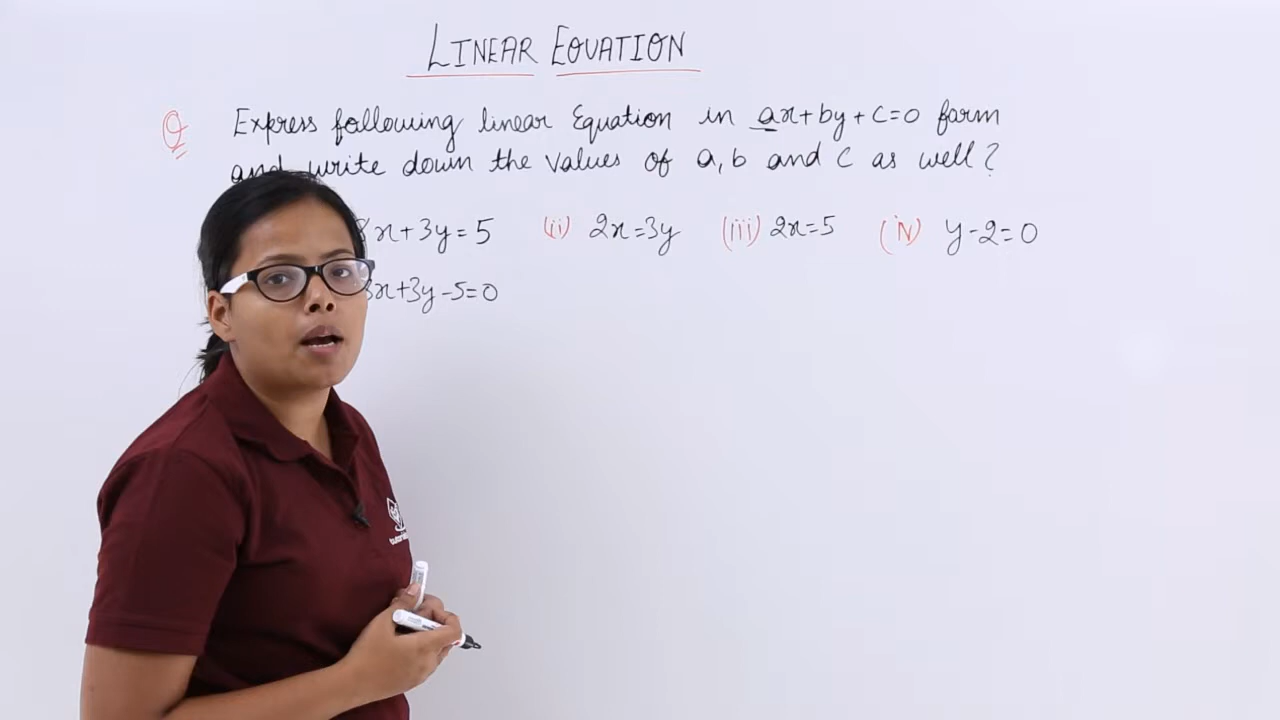 LINEAR EQUATION
Q Express following linear Equation in ax+by+c=0 form
and write down the values of a, b and c as well?
x+3y=5 (ii) 2x=3y (iii) 2x=5 (iv) y-2=0
x+3y-5=0